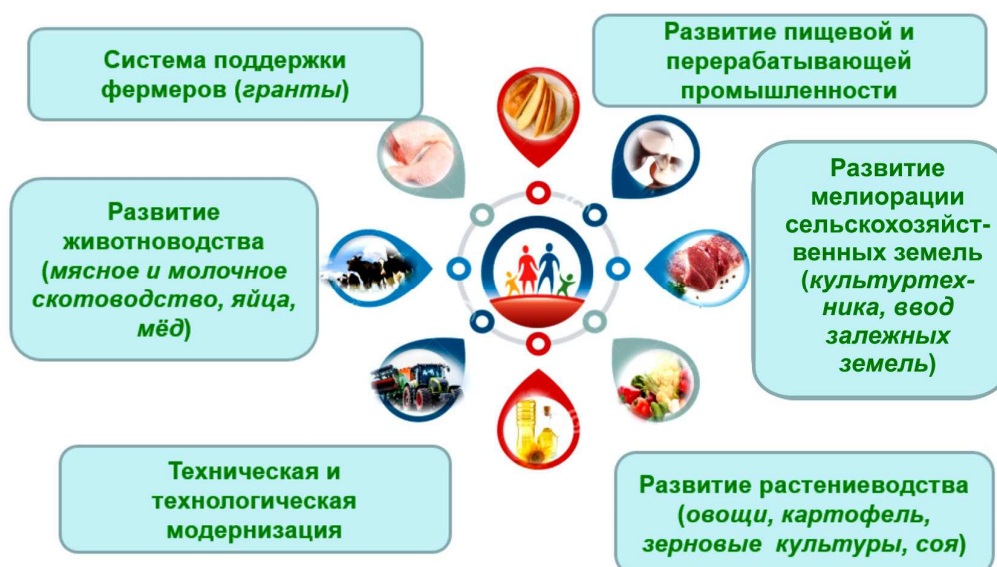 Система поддержки
фермеров (гранты)
Развитие пищевой и
перерабатывающей
промышленности
Развитие
животноводства
(мясное и молочное
скотоводство, яйца,
мёд)
Развитие
мелиорации
сельскохозяйст-
венных земель
(культуртех-
ника, ввод
залежных
земель)
Техническая и
технологическая
модернизация
Развитие растениеводства
(овощи, картофель,
зерновые культуры, соя)